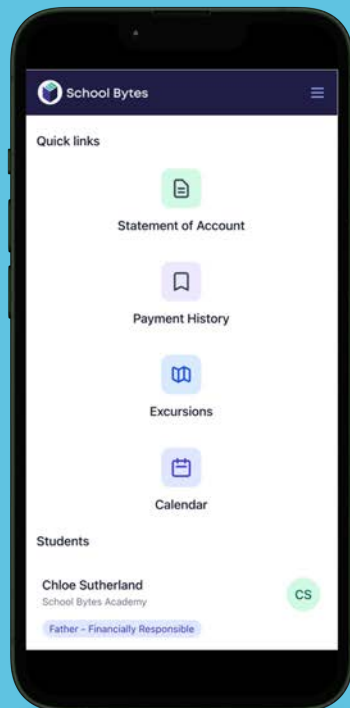 School Bytes
Quick links
Statement of Account
Payment History
Excursions
Calendar
Students
Chloe Sutherland
School Bytes Academy
CS
Father - Financially Responsible